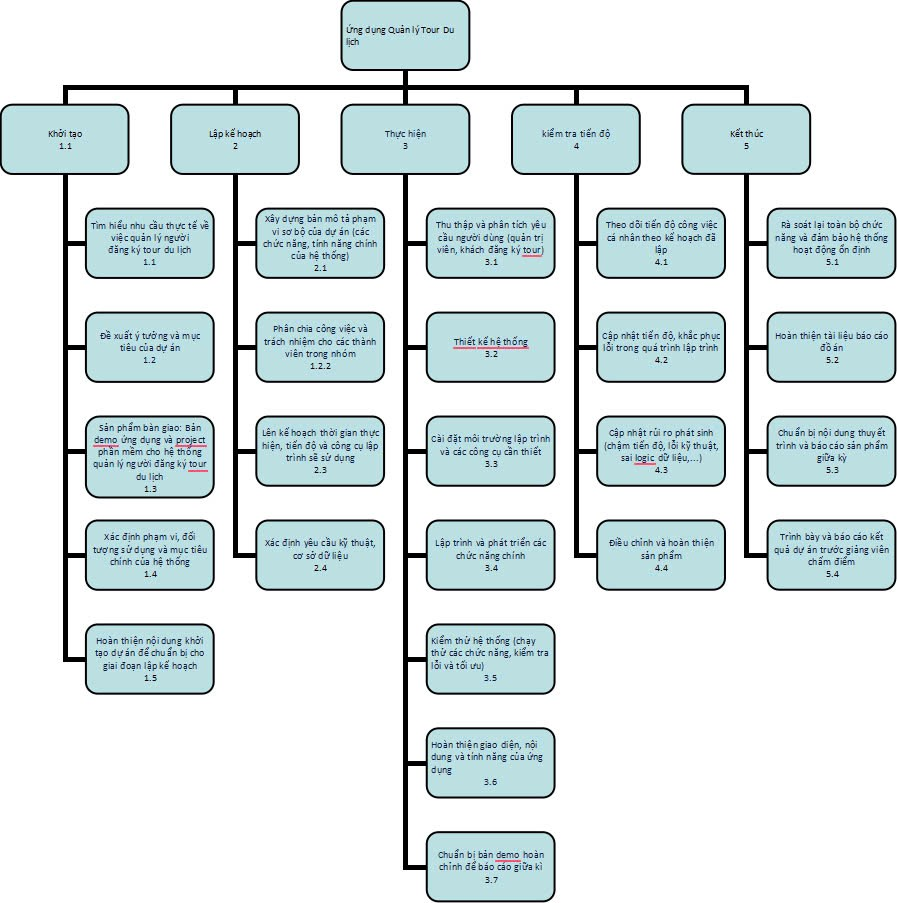 Ứng dụng Quản lý Tour Du
lịch
Khởi tạo
1.1
Lập kế hoạch
2
Thực hiện
3
kiểm tra tiến độ
4
Kết thúc
5
Tìm hiểu nhu cầu thực tế về
việc quản lý người
đăng ký tour du lịch
1.1
Đề xuất ý tưởng và mục
tiêu của dự án
1.2
Sản phẩm bàn giao: Bản
demo ứng dụng và project
phần mềm cho hệ thống
quản lý người đăng ký tour
du lịch
1.3
Xác định phạm vi, đối
tượng sử dụng và mục tiêu
chính của hệ thống
1.4
Hoàn thiện nội dung khởi
tạo dự án để chuẩn bị cho
giai đoạn lập kế hoạch
1.5
Xây dựng bản mô tả phạm
vi sơ bộ của dự án (các
chức năng, tính năng chính
của hệ thống)
2.1
Phân chia công việc và
trách nhiệm cho các thành
viên trong nhóm
1.2.2
Lên kế hoạch thời gian thực
hiện, tiến độ và công cụ lập
trình sẽ sử dụng
2.3
Xác định yêu cầu kỹ thuật,
cơ sở dữ liệu
2.4
Thu thập và phân tích yêu
cầu người dùng (quản trị
viên, khách đăng ký tour)
3.1
Thiết kế hệ thống
3.2
Cài đặt môi trường lập trình
và các công cụ cần thiết
3.3
Lập trình và phát triển các
chức năng chính
3.4
Kiểm thử hệ thống (chạy
thử các chức năng, kiểm tra
lỗi và tối ưu)
3.5
Hoàn thiện giao diện, nội
dung và tính năng của ứng
dụng
3.6
Chuẩn bị bản demo hoàn
chỉnh để báo cáo giữa kì
3.7
Theo dõi tiến độ công việc
cá nhân theo kế hoạch đã
lập
4.1
Cập nhật tiến độ, khắc phục
lỗi trong quá trình lập trình
4.2
Cập nhật rủi ro phát sinh
(chậm tiến độ, lỗi kỹ thuật,
sai logic dữ liệu,...)
4.3
Điều chỉnh và hoàn thiện
sản phẩm
4.4
Rà soát lại toàn bộ chức
năng và đảm bảo hệ thống
hoạt động ổn định
5.1
Hoàn thiện tài liệu báo cáo
đồ án
5.2
Chuẩn bị nội dung thuyết
trình và báo cáo sản phẩm
giữa kỳ
5.3
Trình bày và báo cáo kết
quả dự án trước giảng viên
chấm điểm
5.4